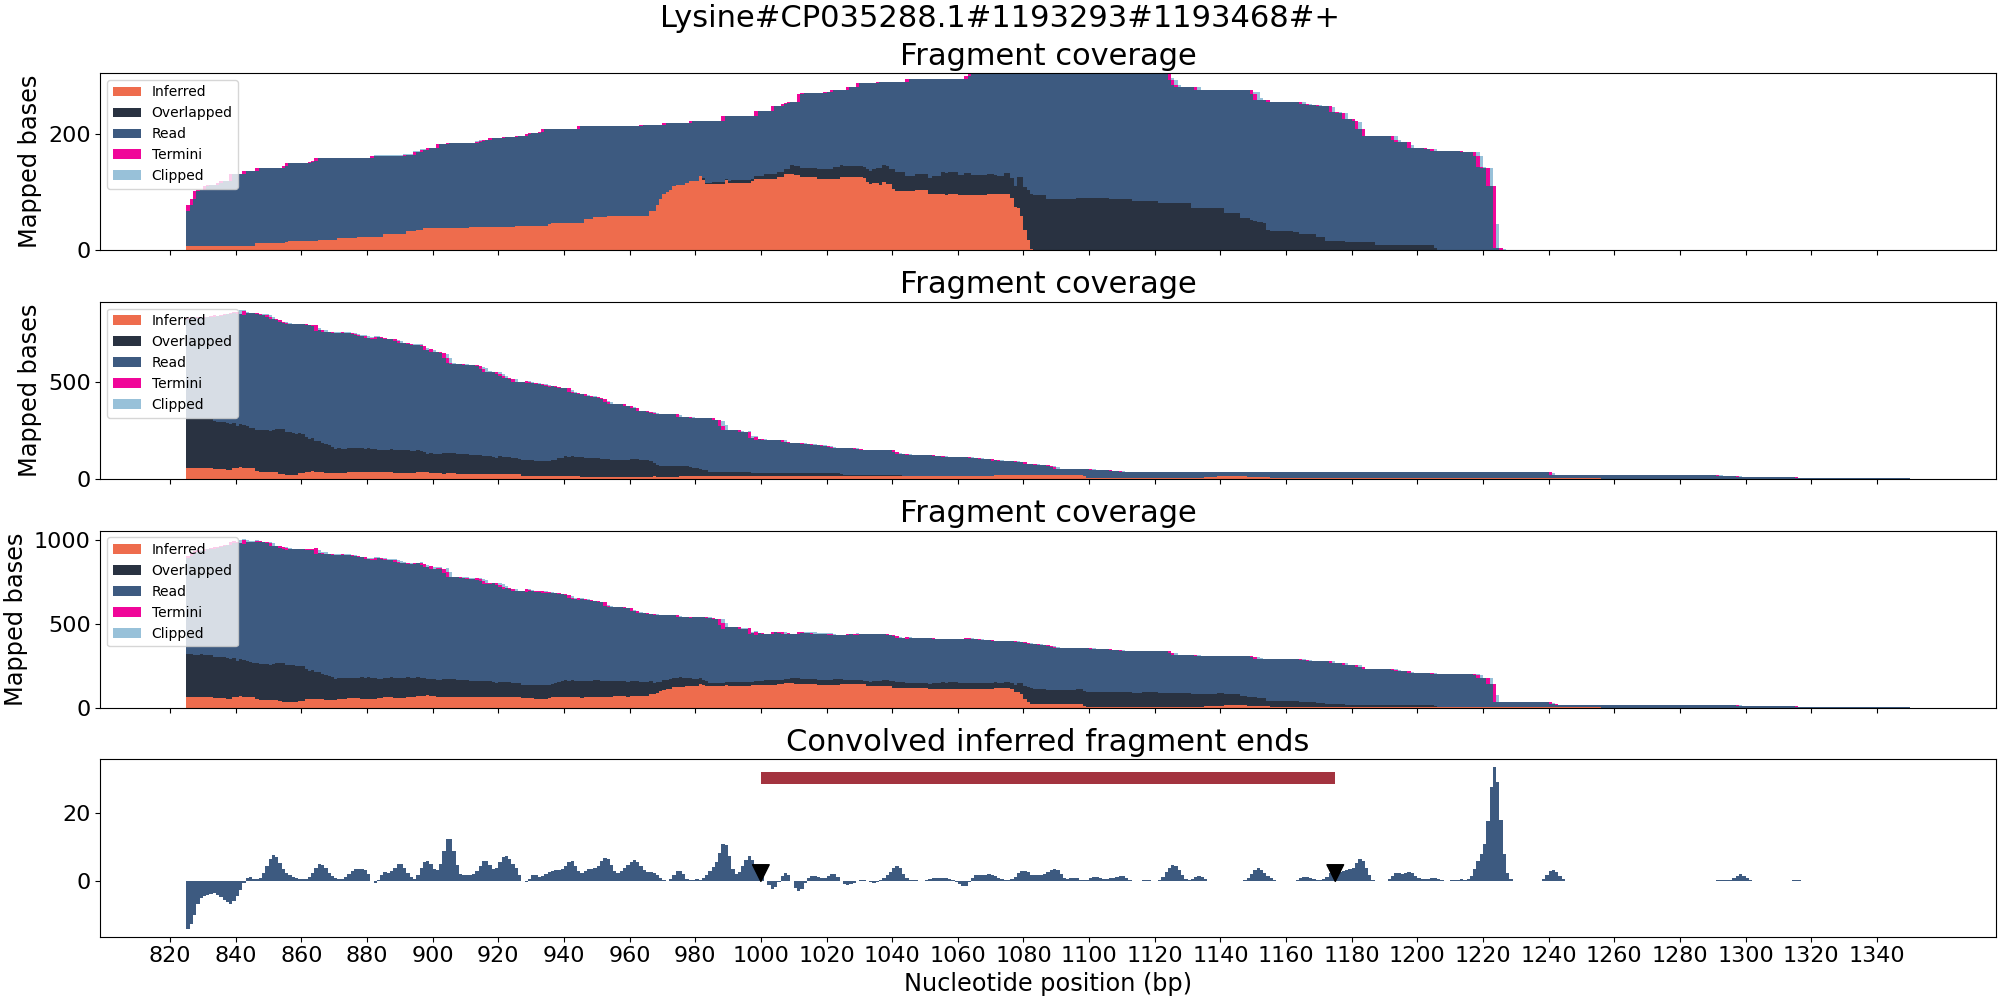 Lysine#CP035288.1#1193293#1193468#+
Fragment coverage
Mapped bases
200
0
Inferred
Overlapped
Read
Termini
Clipped
Fragment coverage
Mapped bases
500
0
Inferred
Overlapped
Read
Termini
Clipped
Fragment coverage
Mapped bases
1000
500
0
Inferred
Overlapped
Read
Termini
Clipped
Convolved inferred fragment ends
20
0
820 840 860 880 900 920 940 960 980 1000 1020 1040 1060 1080 1100 1120 1140 1160 1180 1200 1220 1240 1260 1280 1300 1320 1340
Nucleotide position (bp)